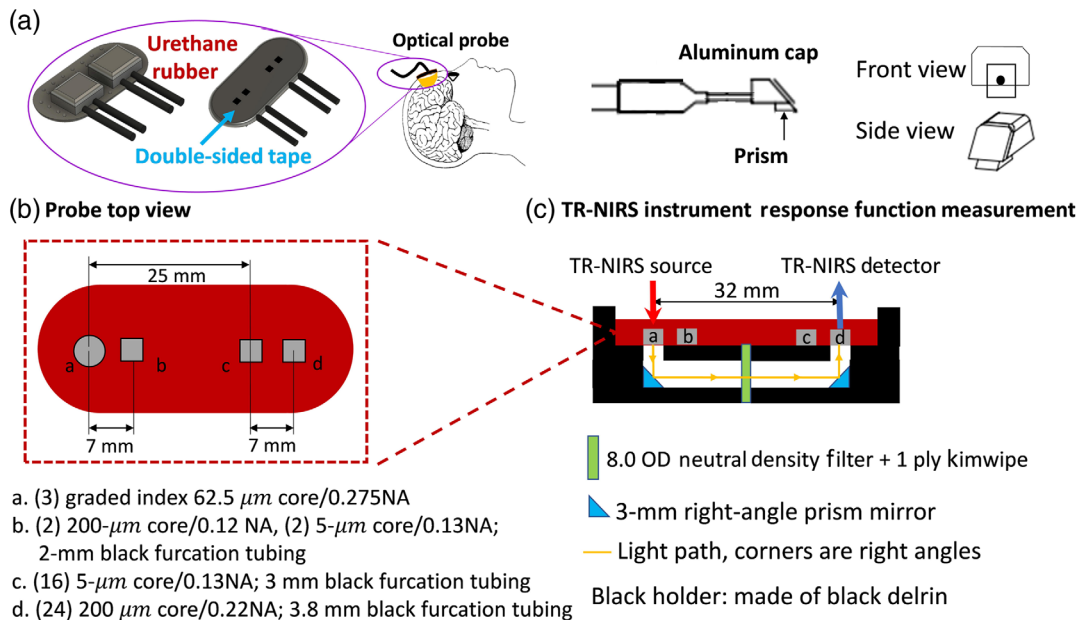 (a)
Urethane
rubber
Double-sided tape
Optical probe
Aluminum cap
Prism
Front view
Side view
(b) Probe top view
25 mm
a
b
c
d
7 mm
7 mm
a. (3) graded index 62.5 𝜇𝑚 core/0.275NA
b. (2) 200-𝜇𝑚 core/0.12 NA, (2) 5-𝜇𝑚 core/0.13NA;
2-mm black furcation tubing
c. (16) 5-𝜇𝑚 core/0.13NA; 3 mm black furcation tubing
d. (24) 200 𝜇𝑚 core/0.22NA; 3.8 mm black furcation tubing
(c) TR-NIRS instrument response function measurement
TR-NIRS source
TR-NIRS detector
32 mm
a
b
c
d
8.0 OD neutral density filter + 1 ply kimwipe
3-mm right-angle prism mirror
Light path, corners are right angles
Black holder: made of black delrin